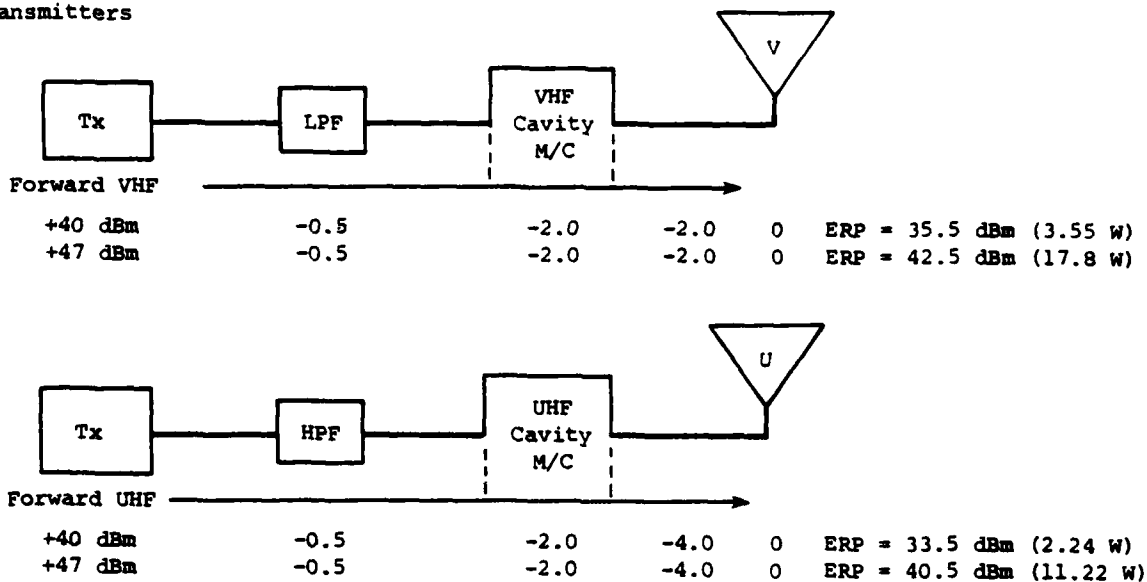 ansmitters
V
Tx
LPF
VHF
Cavity
M/C
Forward VHF
+40 dBm -0.5 -2.0 -2.0 0 ERP = 35.5 dBm (3.55 W)
+47 dBm -0.5 -2.0 -2.0 0 ERP = 42.5 dBm (17.8 W)
U
Tx
HPF
UHF
Cavity
M/C
Forward UHF
+40 dBm -0.5 -2.0 -4.0 0 ERP = 33.5 dBm (2.24 W)
+47 dBm -0.5 -2.0 -4.0 0 ERP = 40.5 dBm (11.22 W)